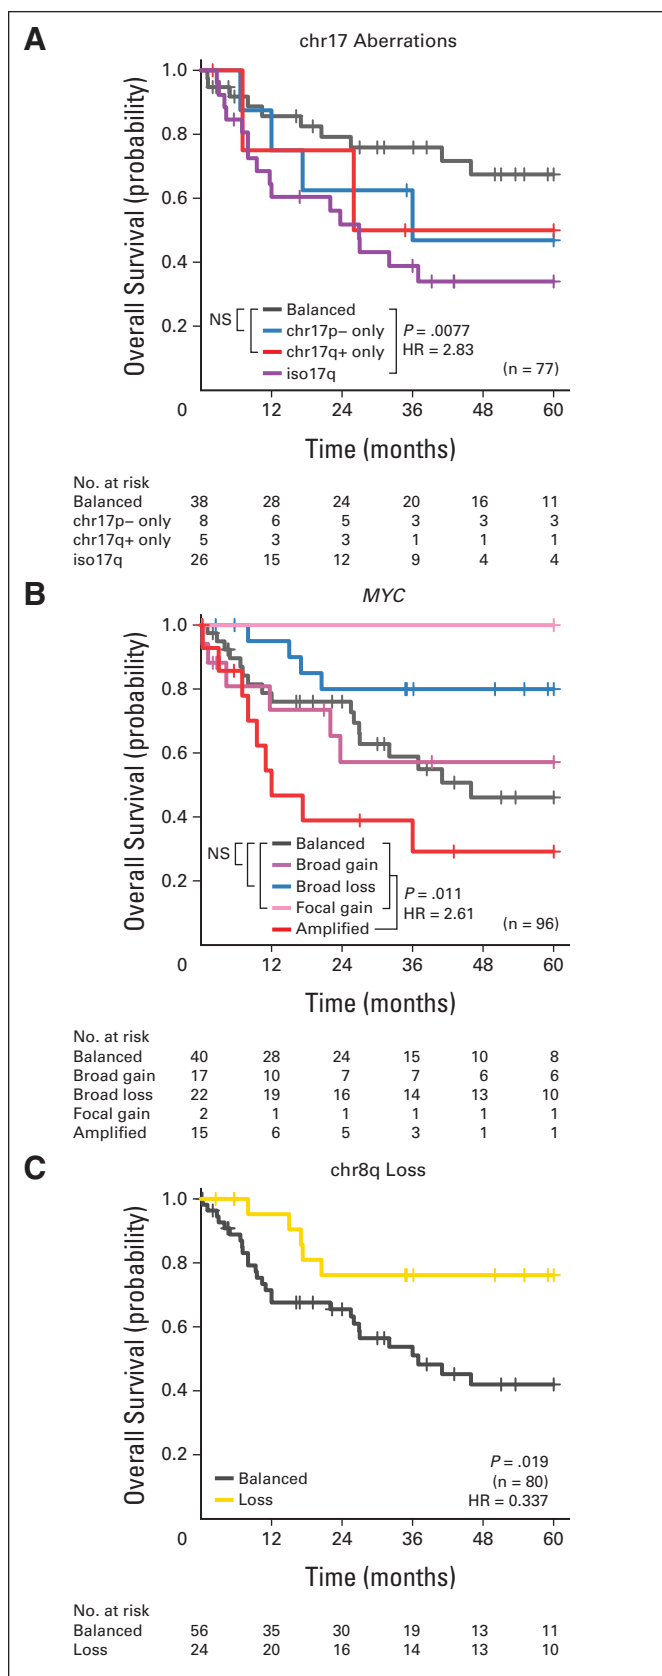 A
chr17 Aberrations
Overall Survival (probability)
1.0
0.8
0.6
0.4
0.2
NS
Balanced
chr17p– only
chr17q+ only
iso17q
P = .0077
HR = 2.83
(n = 77)
0 12 24 36 48 60
Time (months)
No. at risk
Balanced 38 28 24 20 16 11
chr17p– only 8 6 5 3 3 3
chr17q+ only 5 3 3 1 1 1
iso17q 26 15 12 9 4 4
B
MYC
Overall Survival (probability)
1.0
0.8
0.6
0.4
0.2
NS
Balanced
Broad gain
Broad loss
Focal gain
Amplified
P = .011
HR = 2.61
(n = 96)
0 12 24 36 48 60
Time (months)
No. at risk
Balanced 40 28 24 15 10 8
Broad gain 17 10 7 7 6 6
Broad loss 22 19 16 14 13 10
Focal gain 2 1 1 1 1 1
Amplified 15 6 5 3 1 1
C
chr8q Loss
Overall Survival (probability)
1.0
0.8
0.6
0.4
0.2
Balanced
Loss
P = .019
(n = 80)
HR = 0.337
0 12 24 36 48 60
Time (months)
No. at risk
Balanced 56 35 30 19 13 11
Loss 24 20 16 14 13 10